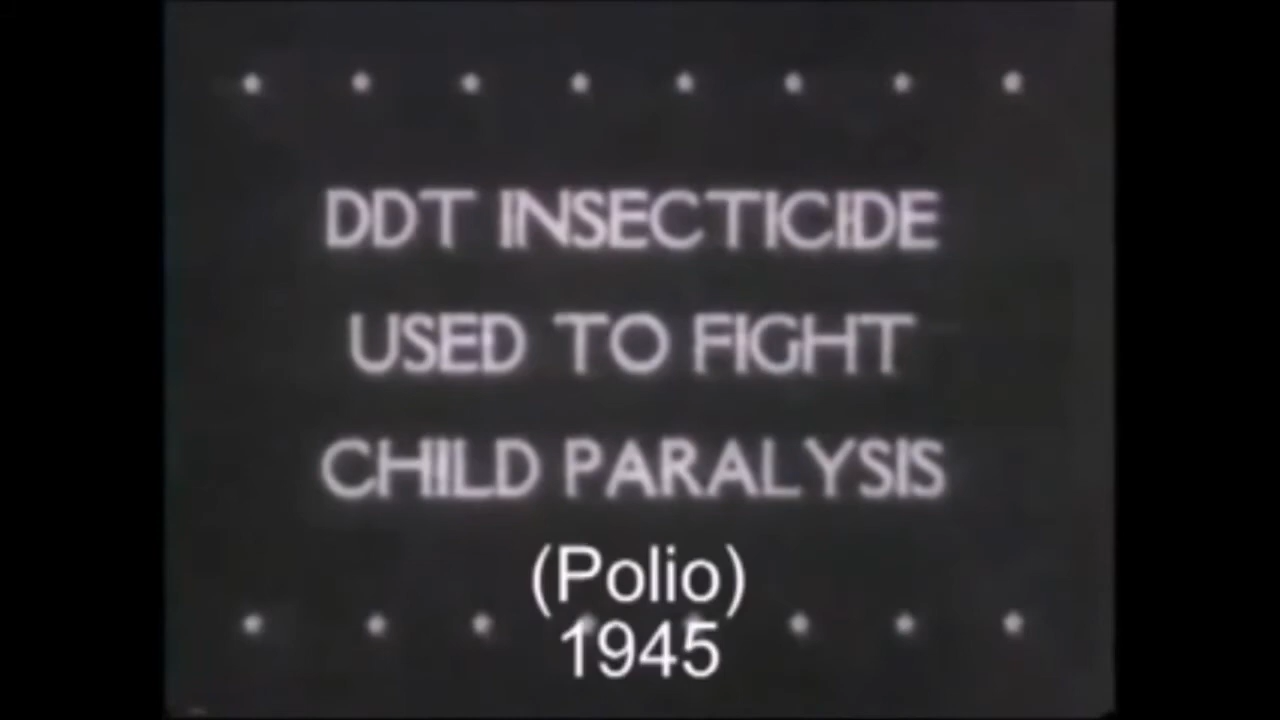 DDT INSECTICIDE
USED TO FIGHT
CHILD PARALYSIS
(Polio)
1945